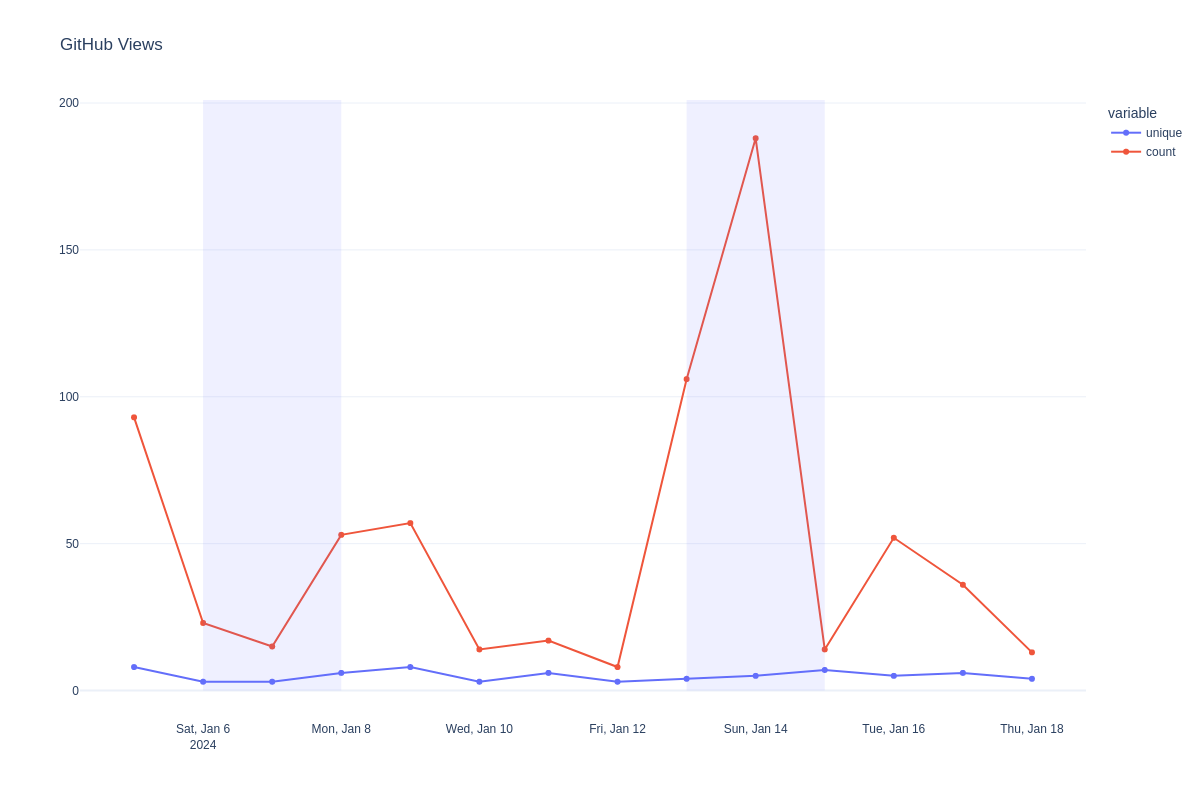 GitHub Views
200
150
100
50
0
Sat, Jan 6
2024
Mon, Jan 8
Wed, Jan 10
Fri, Jan 12
Sun, Jan 14
Tue, Jan 16
Thu, Jan 18
variable
unique
count